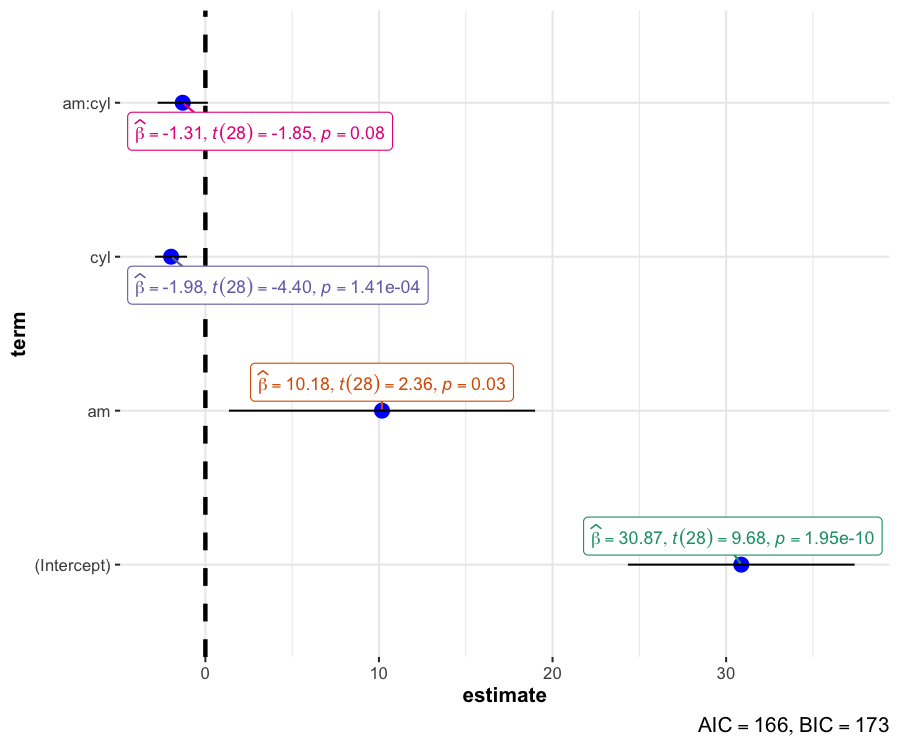 am:cyl
β̂ = -1.31, t(28) = -1.85, p = 0.08
cyl
β̂ = -1.98, t(28) = -4.40, p = 1.41e-04
term
β̂ = 10.18, t(28) = 2.36, p = 0.03
am
β̂ = 30.87, t(28) = 9.68, p = 1.95e-10
(Intercept)
0 10 20 30
estimate
AIC = 166, BIC = 173